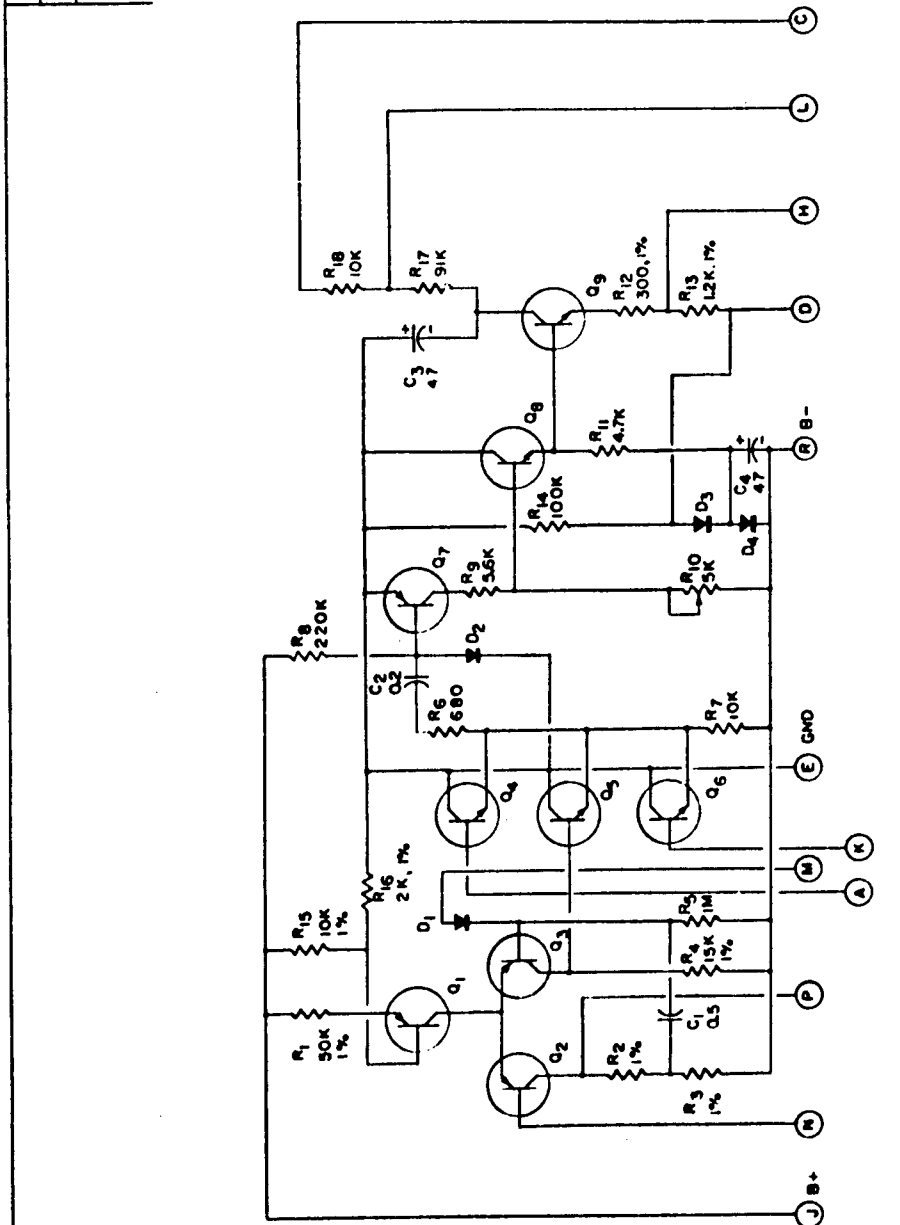 R1
50K
1%
R15
10K
1%
R8
220K
R18
10K
R16
2K, 1%
C2
0.2
C3
+
-
47
R17
91K
D1
Q1
R6
680
Q7
D2
R9
5.6K
Q4
Q8
R14
100K
Q2
Q3
Q5
Q9
R11
4.7K
R12
300,1%
R2
1%
R3
1%
C1
0.5
R4
15K
1%
R5
1M
Q6
R7
10K
R10
5K
D3
D4
C4
+
-
47
R13
1.2K.1%
J B+
N
P
A
M
K
E GND
R B-
D
H
L
C